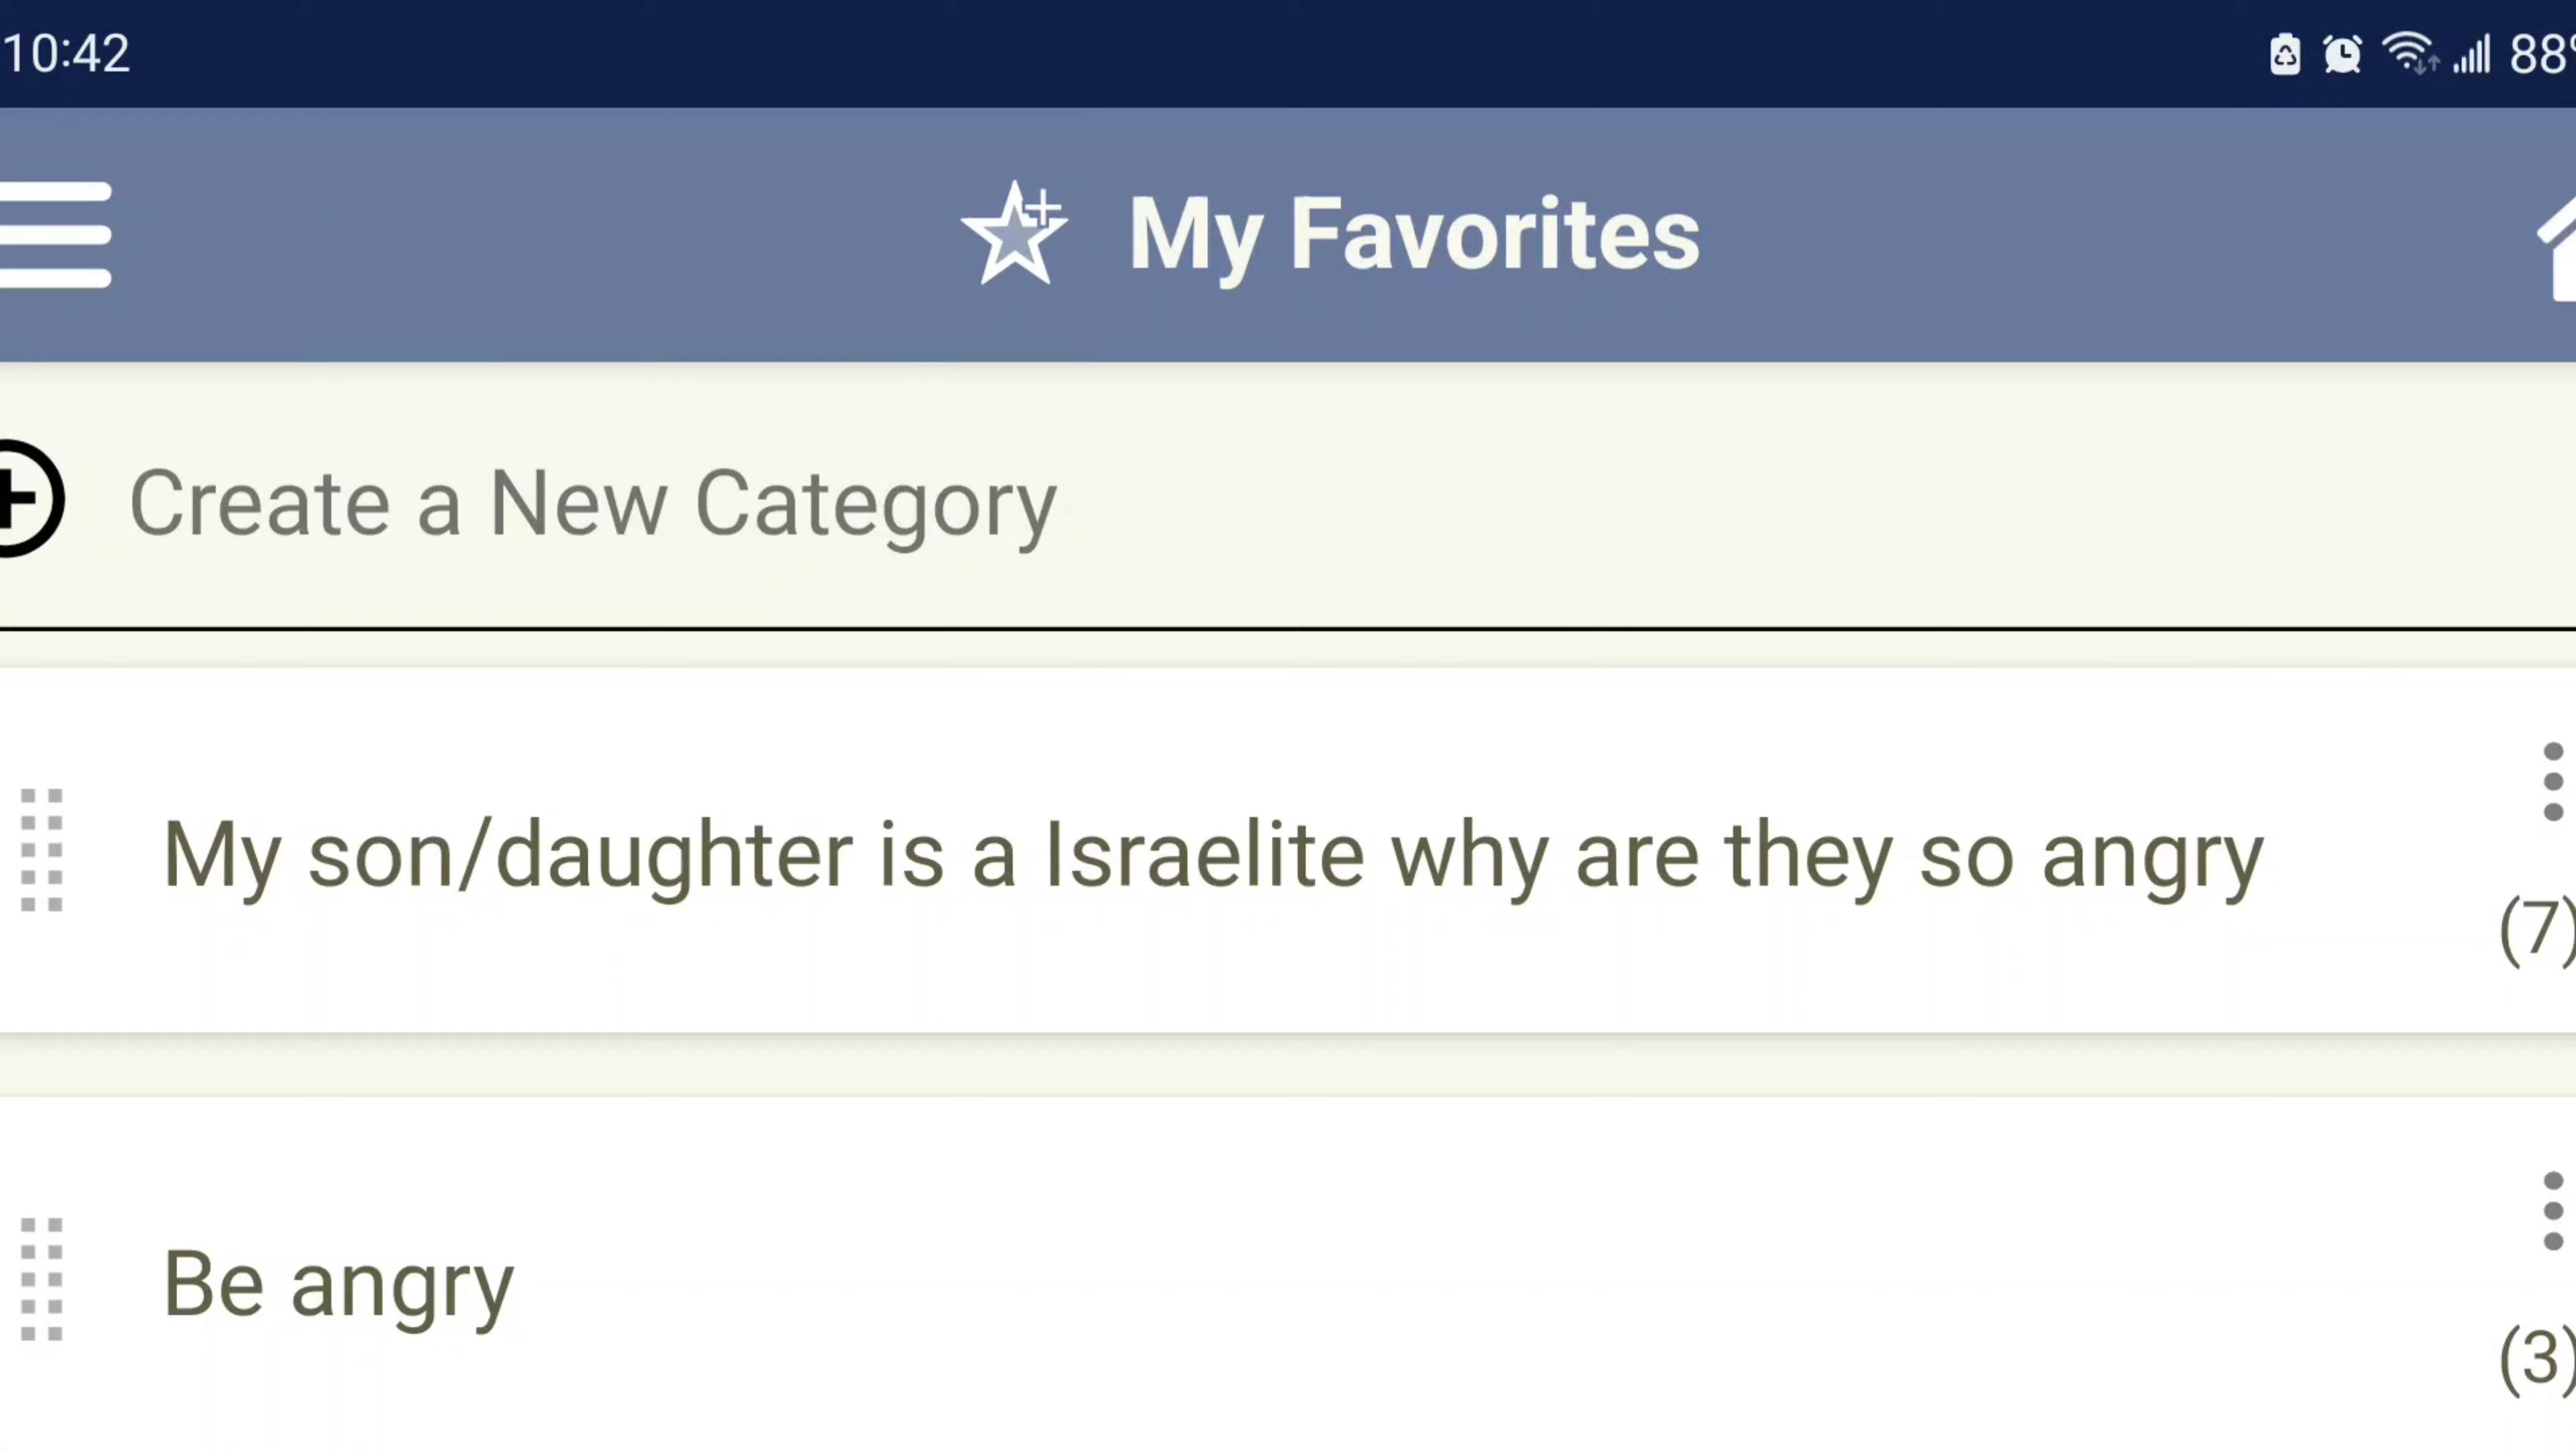 10:42
88%
My Favorites
Create a New Category
My son/daughter is a Israelite why are they so angry
(7)
Be angry
(3)